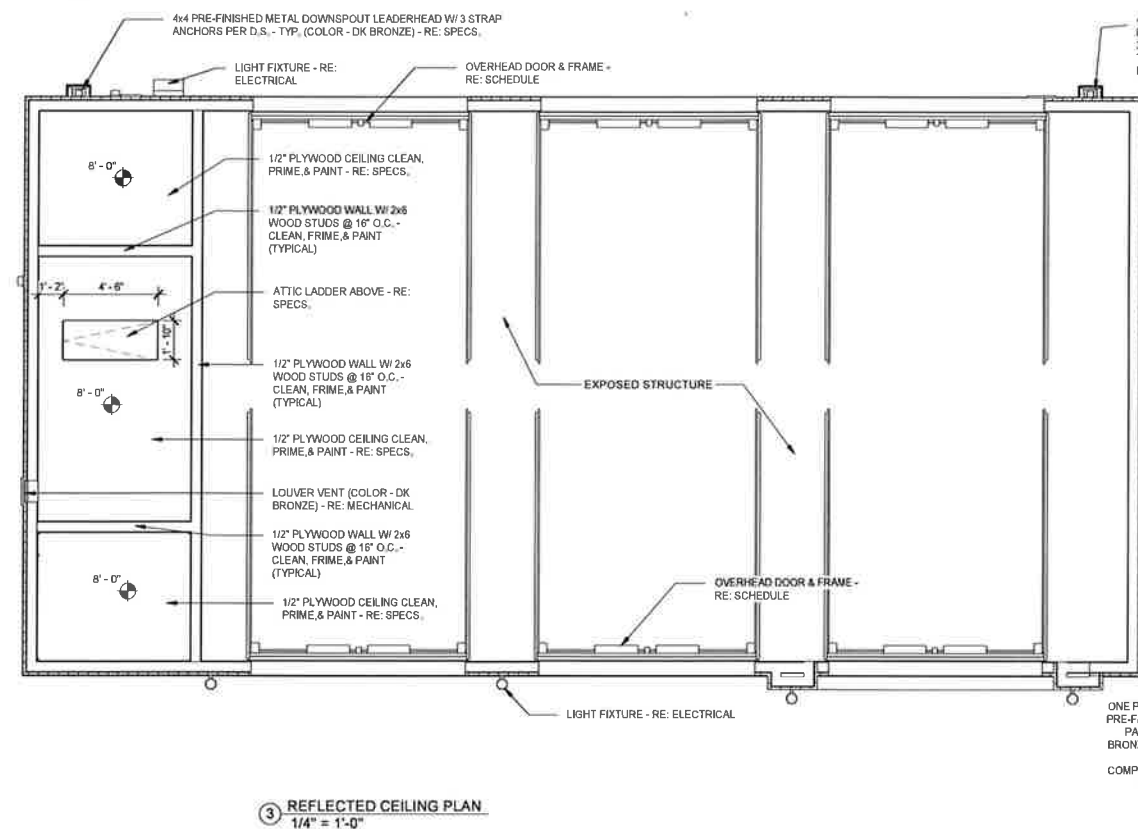 4x4 PRE-FINISHED METAL DOWNSPOUT LEADERHEAD W/ 3 STRAP
ANCHORS PER D.S. - TYP. (COLOR - DK BRONZE) - RE: SPECS.
LIGHT FIXTURE - RE:
ELECTRICAL
OVERHEAD DOOR & FRAME -
RE: SCHEDULE
8' - 0"
1/2" PLYWOOD CEILING CLEAN,
PRIME,& PAINT - RE: SPECS.
1/2" PLYWOOD WALL W/ 2x6
WOOD STUDS @ 16" O.C. -
CLEAN, FRIME,& PAINT
(TYPICAL)
1' - 2"
4'- 6"
ATTIC LADDER ABOVE - RE:
SPECS.
1' - 10"
1/2" PLYWOOD WALL W/ 2x6
WOOD STUDS @ 16" O.C. -
CLEAN, FRIME,& PAINT
(TYPICAL)
EXPOSED STRUCTURE
8' - 0"
1/2" PLYWOOD CEILING CLEAN,
PRIME,& PAINT - RE: SPECS.
LOUVER VENT (COLOR - DK
BRONZE) - RE: MECHANICAL
1/2" PLYWOOD WALL W/ 2x6
WOOD STUDS @ 16" O.C. -
CLEAN, FRIME,& PAINT
(TYPICAL)
8' - 0"
1/2" PLYWOOD CEILING CLEAN,
PRIME,& PAINT - RE: SPECS.
OVERHEAD DOOR & FRAME -
RE: SCHEDULE
LIGHT FIXTURE - RE: ELECTRICAL
ONE P
PRE-F
PA
BRONZ
COMP
3 REFLECTED CEILING PLAN
1/4" = 1'-0"